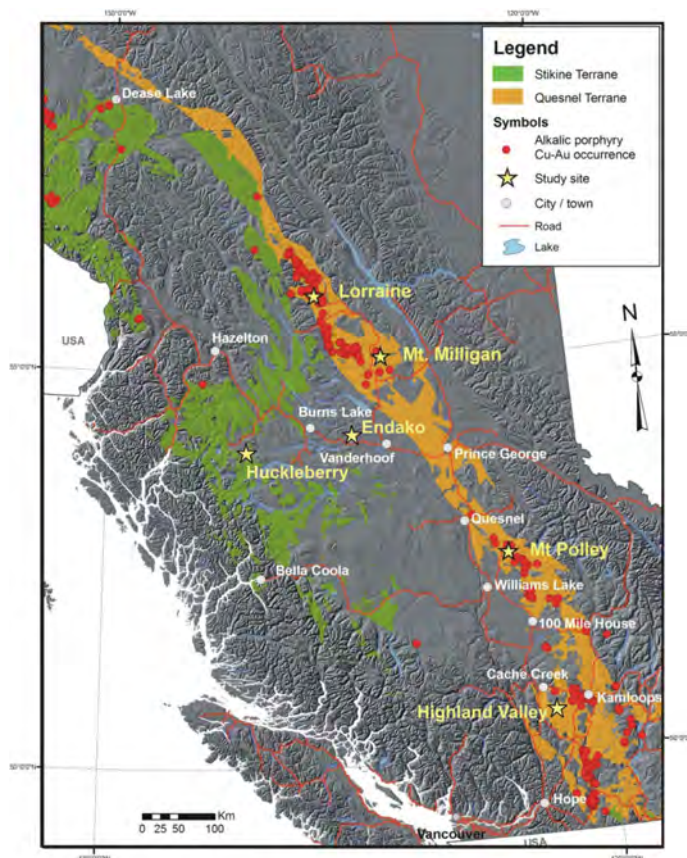 Legend
Stikine Terrane
Quesnel Terrane
Symbols
Alkalic porphyry
Cu-Au occurrence
Study site
City / town
Road
Lake
Dease Lake
Lorraine
N
USA
Hazelton
Mt. Milligan
Burns Lake
Endako
Vanderhoof
Prince George
Huckleberry
Quesnel
Mt Polley
Bella Coola
Williams Lake
100 Mile House
Cache Creek
Kamloops
Highland Valley
Hope
Km
0 25 50 100
Vancouver
USA